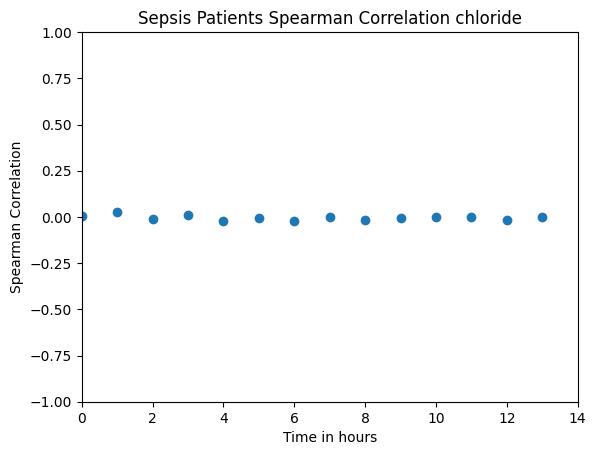 Sepsis Patients Spearman Correlation chloride
1.00
0.75
0.50
0.25
0.00
−0.25
−0.50
−0.75
−1.00
Spearman Correlation
0 2 4 6 8 10 12 14
Time in hours